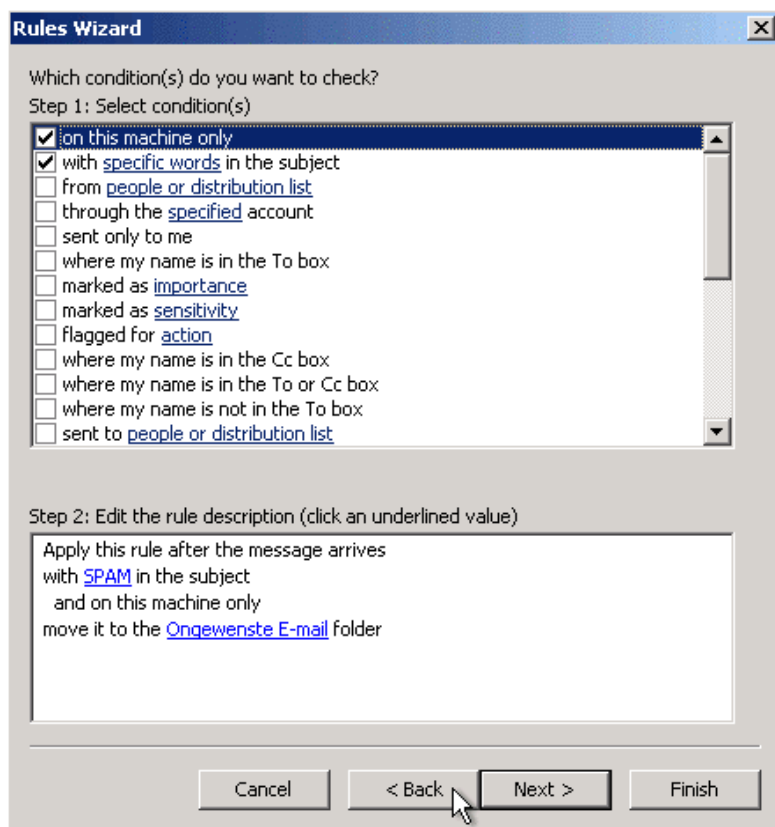 Rules Wizard
Which condition(s) do you want to check?
Step 1: Select condition(s)
on this machine only
with specific words in the subject
from people or distribution list
through the specified account
sent only to me
where my name is in the To box
marked as importance
marked as sensitivity
flagged for action
where my name is in the Cc box
where my name is in the To or Cc box
where my name is not in the To box
sent to people or distribution list
Step 2: Edit the rule description (click an underlined value)
Apply this rule after the message arrives
with SPAM in the subject
and on this machine only
move it to the Ongewenste E-mail folder
Cancel < Back Next > Finish